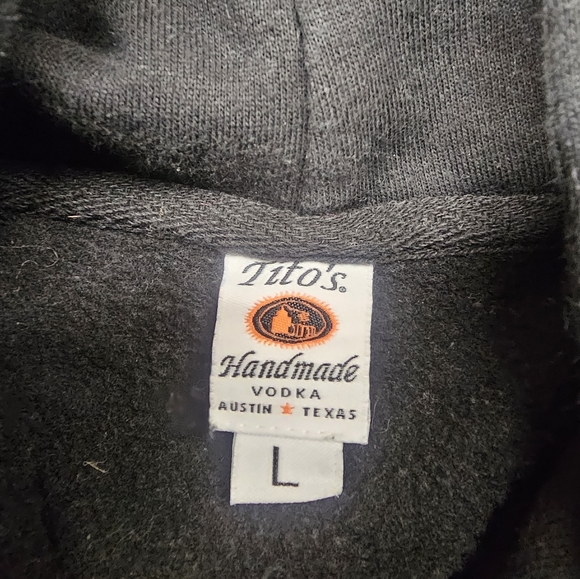 Tito's®
Handmade
VODKA
AUSTIN ★ TEXAS
L